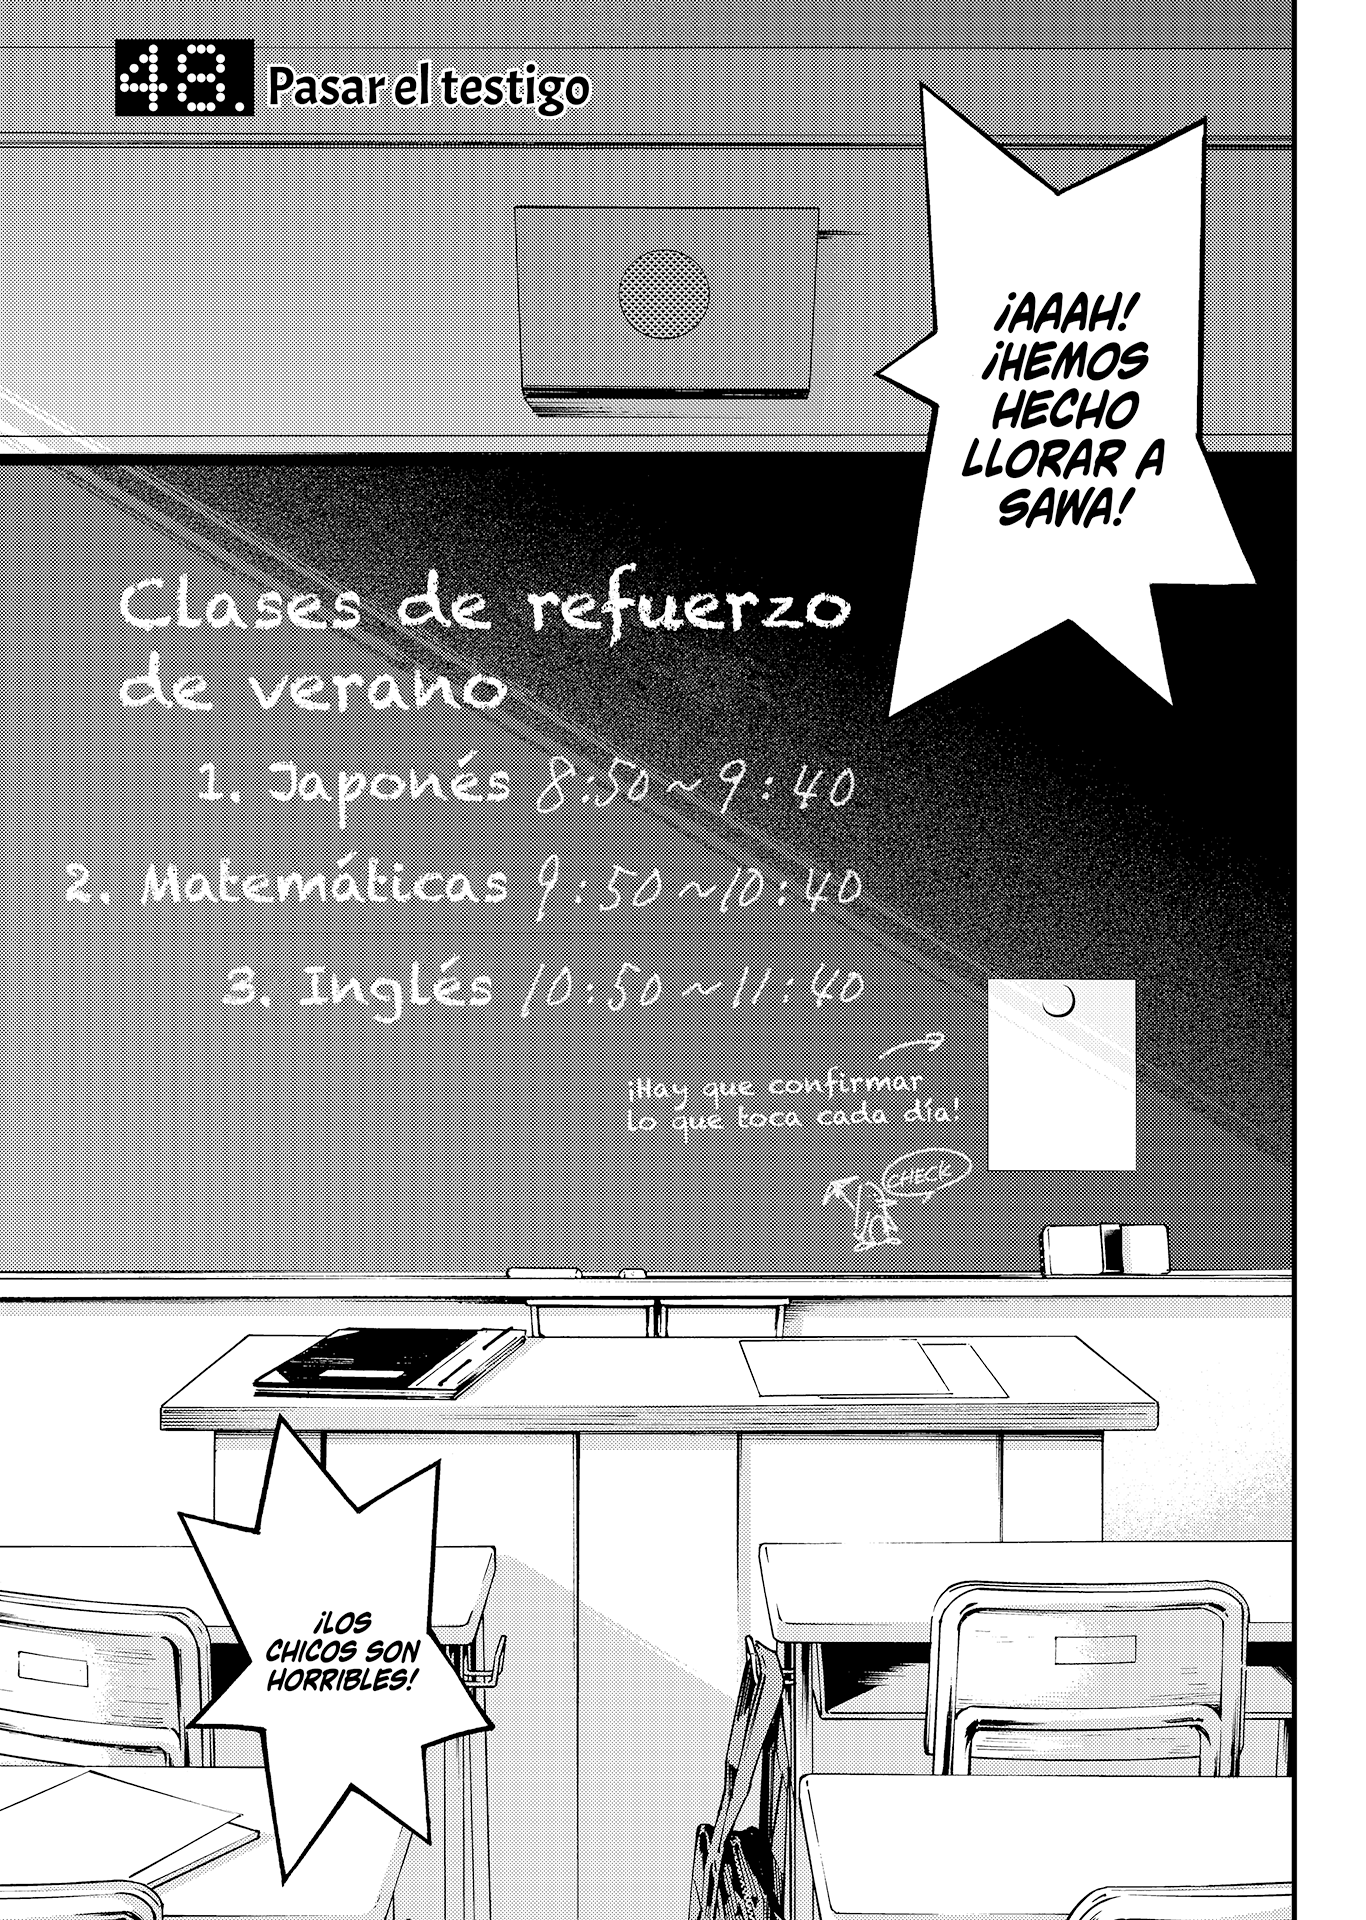 48. Pasar el testigo
¡AAAH!
¡HEMOS
HECHO
LLORAR A
SAWA!
Clases de refuerzo
de verano
1. Japonés 8:50~9:40
2. Matemáticas 9:50~10:40
3. Inglés 10:50~11:40
¡Hay que confirmar
lo que toca cada día!
CHECK
¡LOS
CHICOS SON
HORRIBLES!